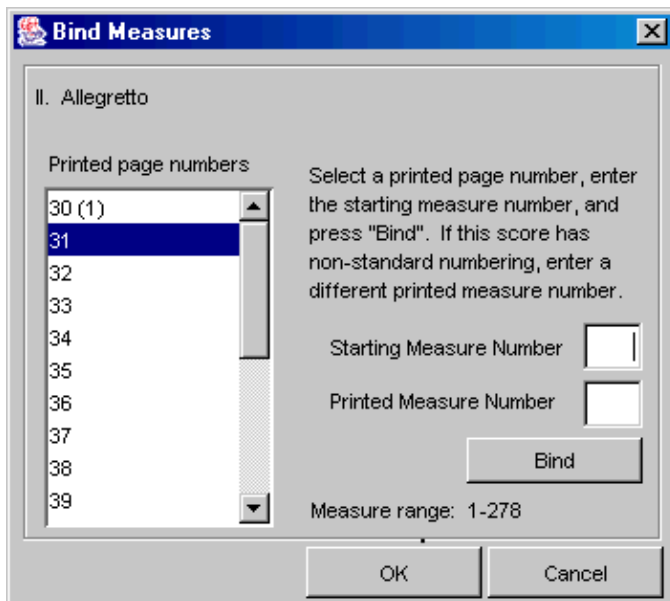 Bind Measures
II. Allegretto
Printed page numbers
30 (1)
31
32
33
34
35
36
37
38
39
Select a printed page number, enter
the starting measure number, and
press "Bind". If this score has
non-standard numbering, enter a
different printed measure number.
Starting Measure Number
Printed Measure Number
Bind
Measure range: 1-278
OK
Cancel